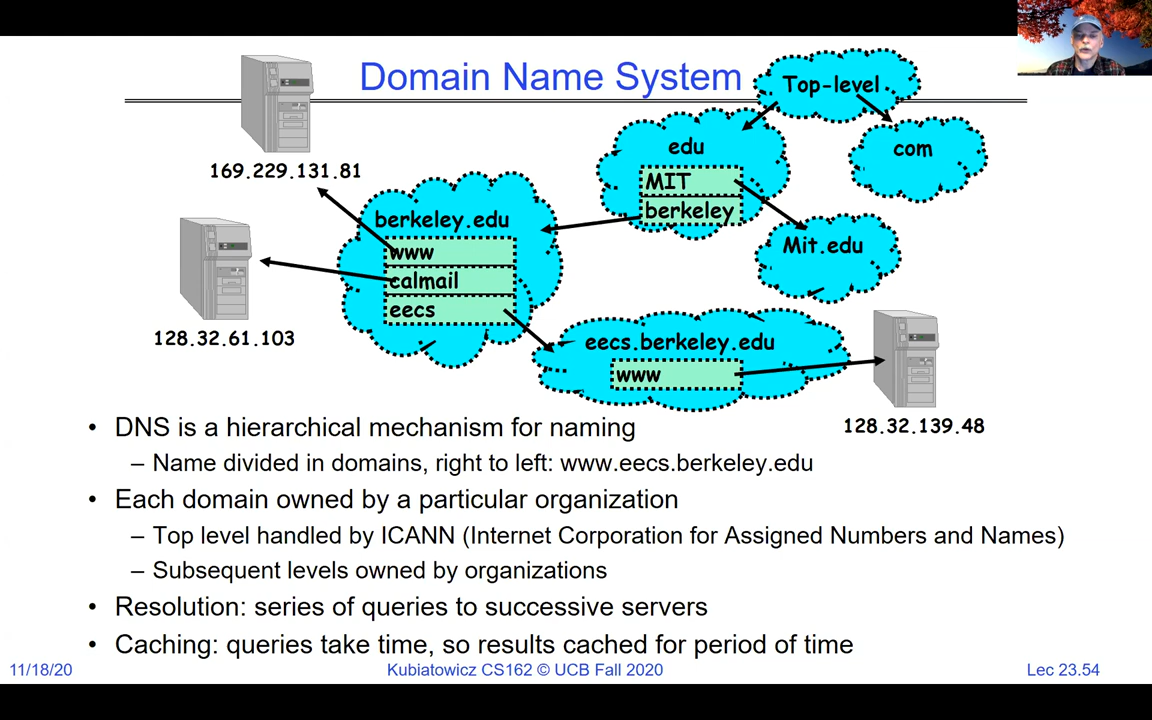 Domain Name System
Top-level
edu
com
MIT
berkeley
Mit.edu
169.229.131.81
berkeley.edu
www
calmail
eecs
128.32.61.103
eecs.berkeley.edu
www
128.32.139.48
• DNS is a hierarchical mechanism for naming
– Name divided in domains, right to left: www.eecs.berkeley.edu
• Each domain owned by a particular organization
– Top level handled by ICANN (Internet Corporation for Assigned Numbers and Names)
– Subsequent levels owned by organizations
• Resolution: series of queries to successive servers
• Caching: queries take time, so results cached for period of time
11/18/20
Kubiatowicz CS162 © UCB Fall 2020
Lec 23.54